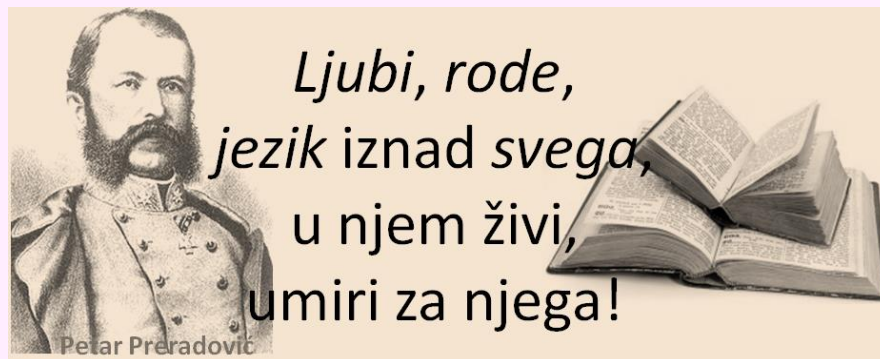 Ljubi, rode,
jezik iznad svega,
u njem živi,
umiri za njega!
Petar Preradović